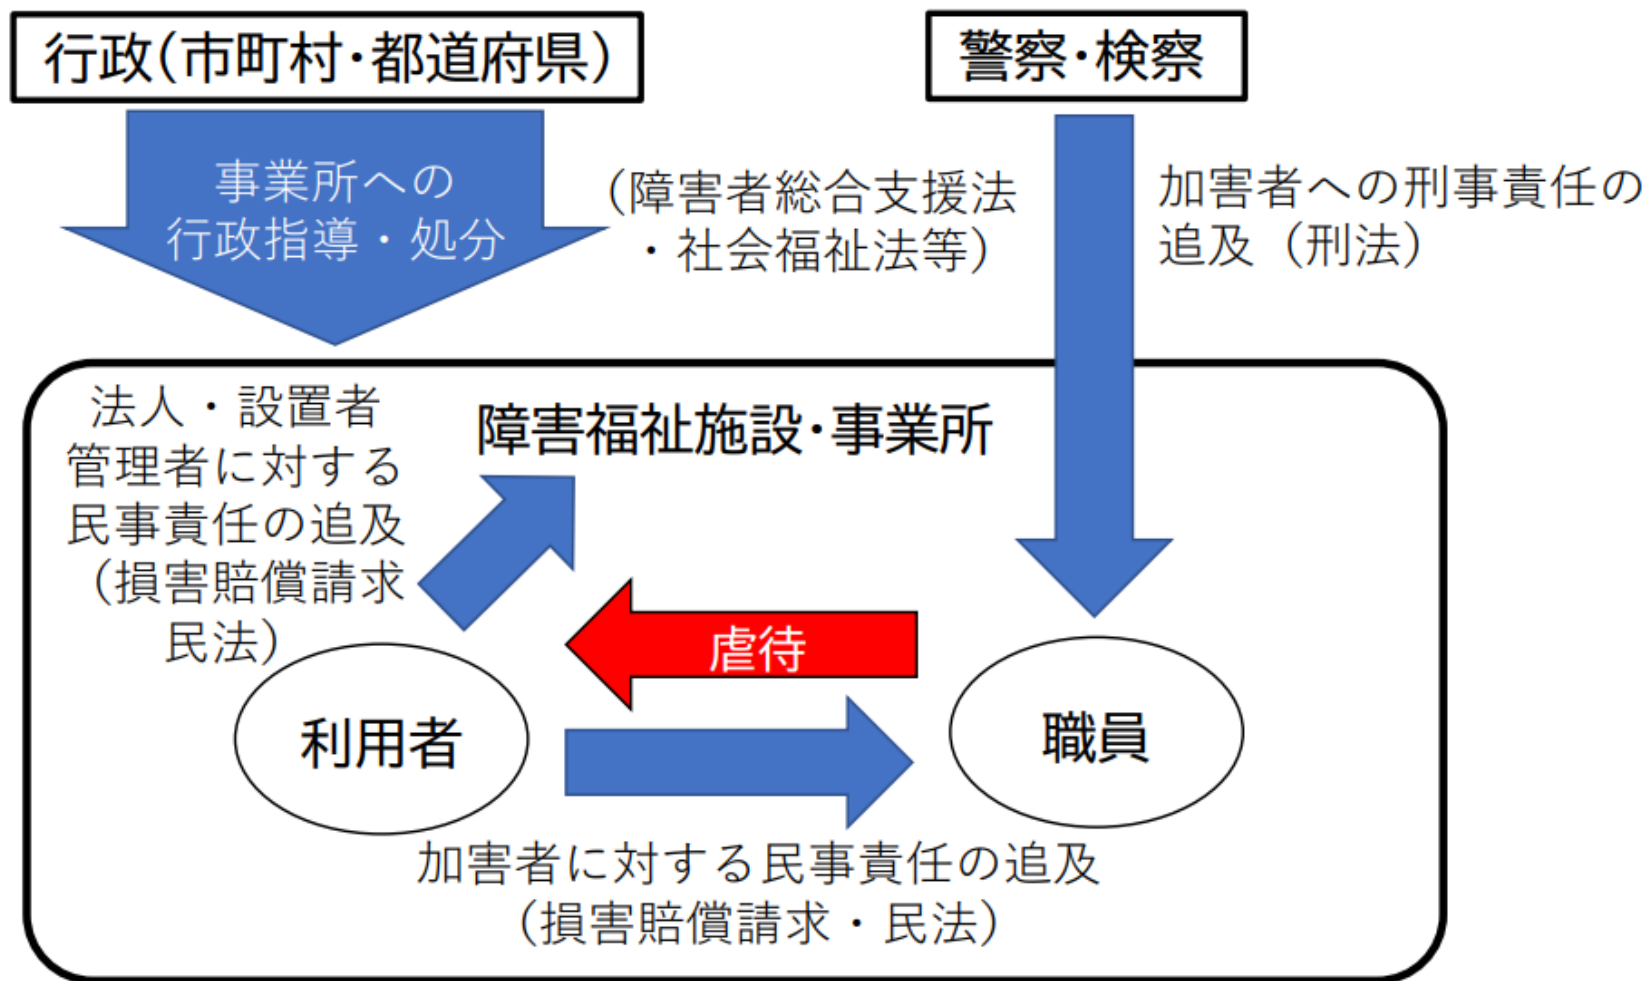 行政(市町村・都道府県)
警察・検察
事業所への
行政指導・処分
(障害者総合支援法
・社会福祉法等)
加害者への刑事責任の
追及(刑法)
法人・設置者
管理者に対する
民事責任の追及
(損害賠償請求
民法)
障害福祉施設・事業所
虐待
利用者
職員
加害者に対する民事責任の追及
(損害賠償請求・民法)